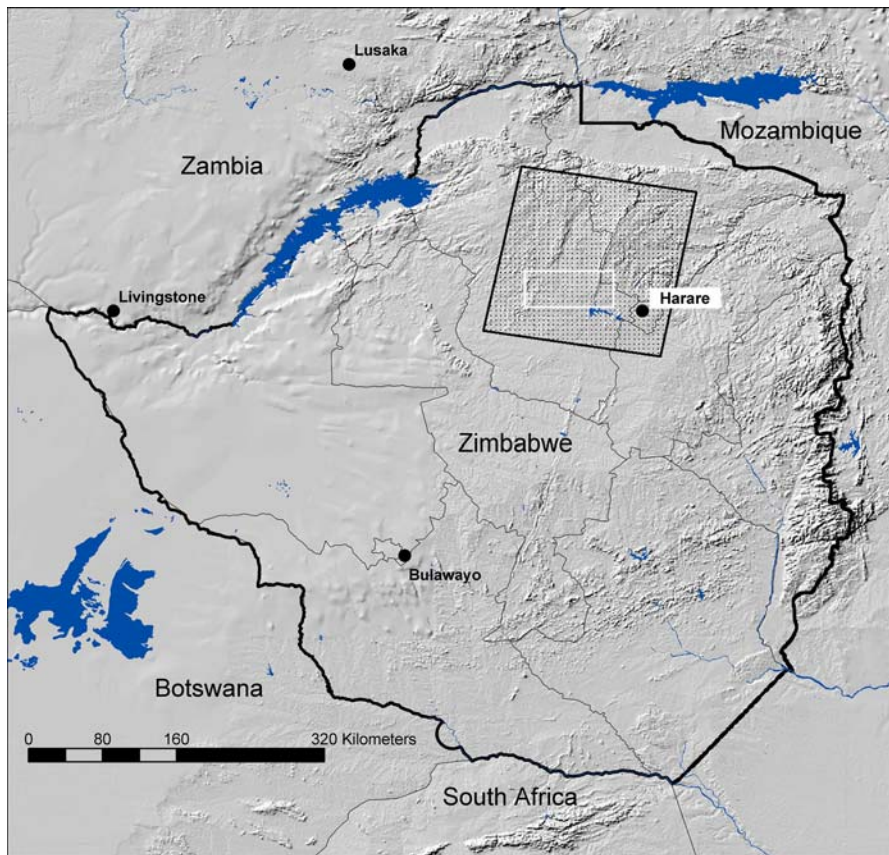 Lusaka
Mozambique
Zambia
Livingstone
Harare
Zimbabwe
Bulawayo
Botswana
0 80 160 320 Kilometers
South Africa